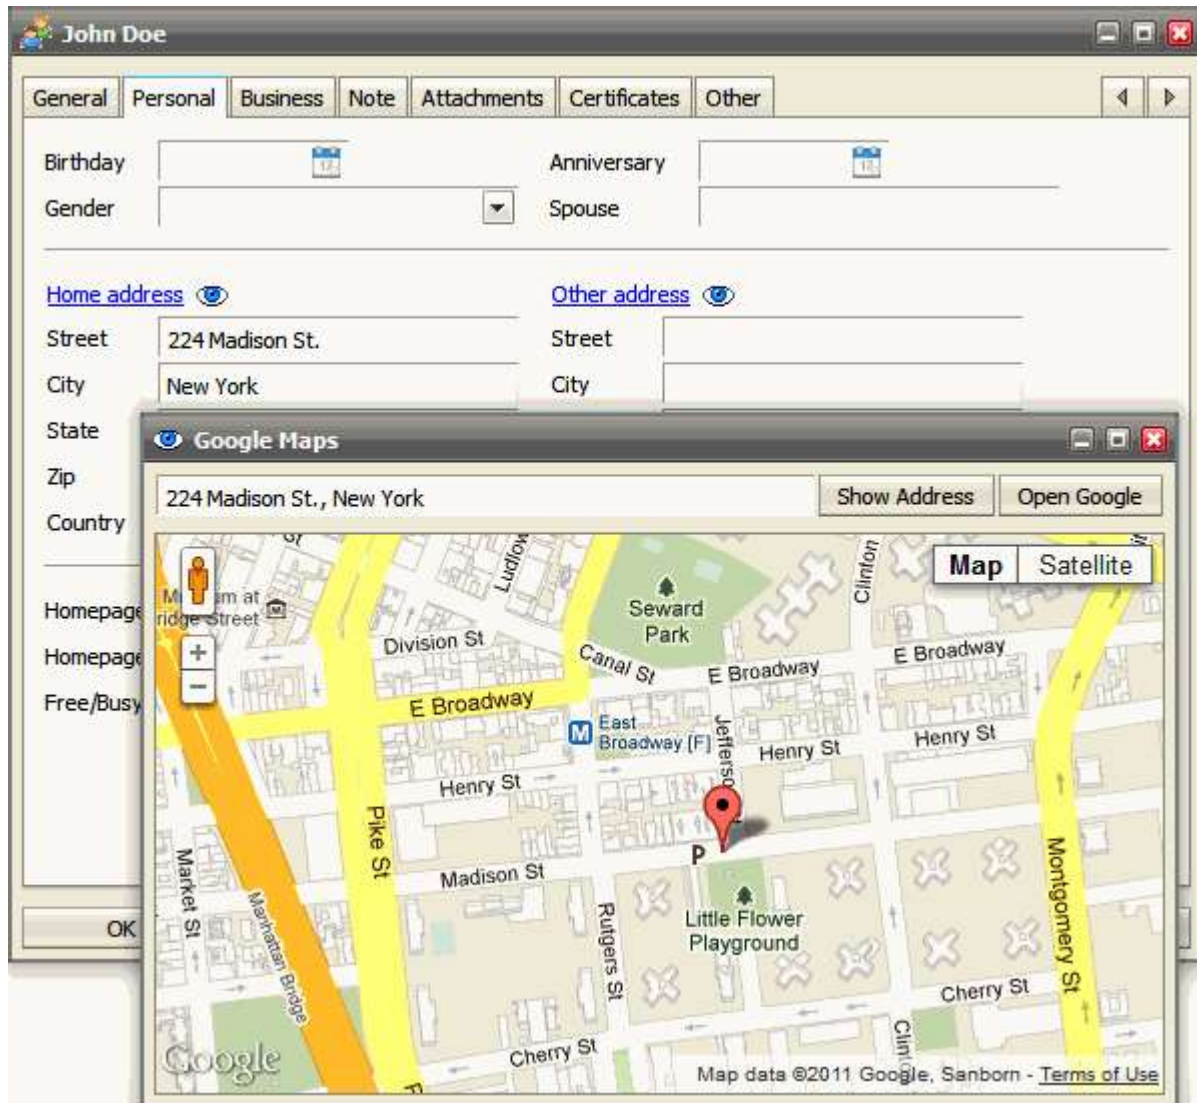 John Doe
General Personal Business Note Attachments Certificates Other
Birthday Anniversary
Gender Spouse
Home address Other address
Street 224 Madison St. Street
City New York City
State
Zip
Country
Google Maps
224 Madison St., New York Show Address Open Google
Map Satellite
Homepage
Homepage
Free/Busy
OK
St
Ludlow
Clinton
Seward
Park
Division St
Canal St
E Broadway
E Broadway
E Broadway
M East
Broadway [F]
Henry St
Henry St
Henry St
Pike St
P
Madison St
Market St
Manhattan Bridge
Rutgers St
Little Flower
Playground
Montgomery St
Cherry St
Cherry St
Google
Map data ©2011 Google, Sanborn - Terms of Use